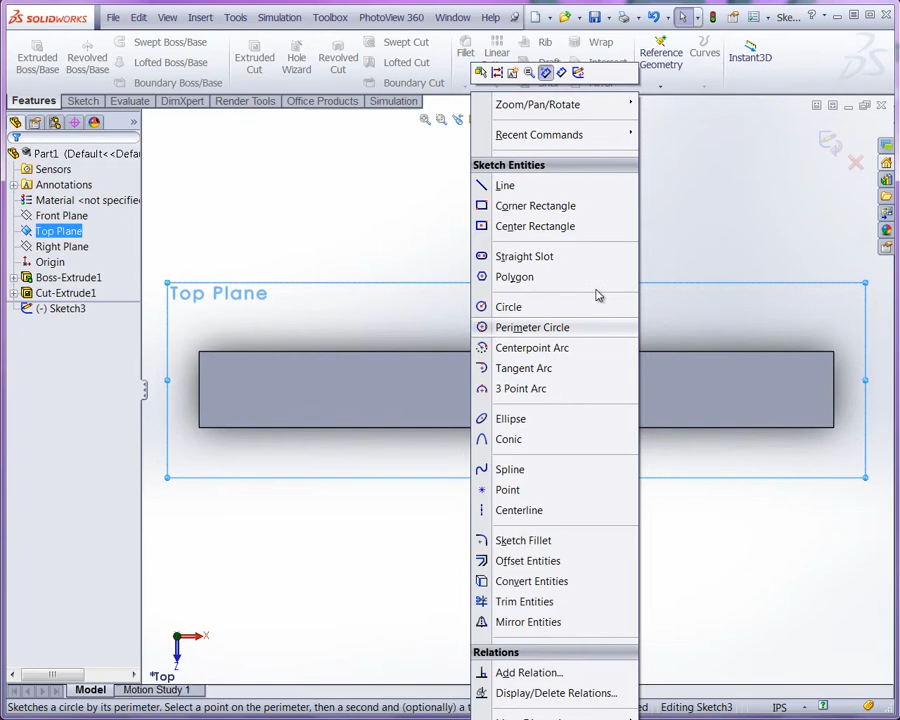 SOLIDWORKS File Edit View Insert Tools Simulation Toolbox PhotoView 360 Window Help Ske... ?
Extruded Boss/Base Revolved Boss/Base Swept Boss/Base Lofted Boss/Base Boundary Boss/Base Extruded Cut Hole Wizard Revolved Cut Swept Cut Lofted Cut Boundary Cut Fillet Linear Rib Wrap Reference Geometry Curves Instant3D
Features Sketch Evaluate DimXpert Render Tools Office Products Simulation
Part1 (Default<<Defau
Sensors
Annotations
Material <not specified
Front Plane
Top Plane
Right Plane
Origin
Boss-Extrude1
Cut-Extrude1
(-) Sketch3
Top Plane
Zoom/Pan/Rotate
Recent Commands
Sketch Entities
Line
Corner Rectangle
Center Rectangle
Straight Slot
Polygon
Circle
Perimeter Circle
Centerpoint Arc
Tangent Arc
3 Point Arc
Ellipse
Conic
Spline
Point
Centerline
Sketch Fillet
Offset Entities
Convert Entities
Trim Entities
Mirror Entities
Relations
Add Relation...
Display/Delete Relations...
X
Z
*Top
Model Motion Study 1
Sketches a circle by its perimeter. Select a point on the perimeter, then a second and (optionally) a t
Editing Sketch3 IPS